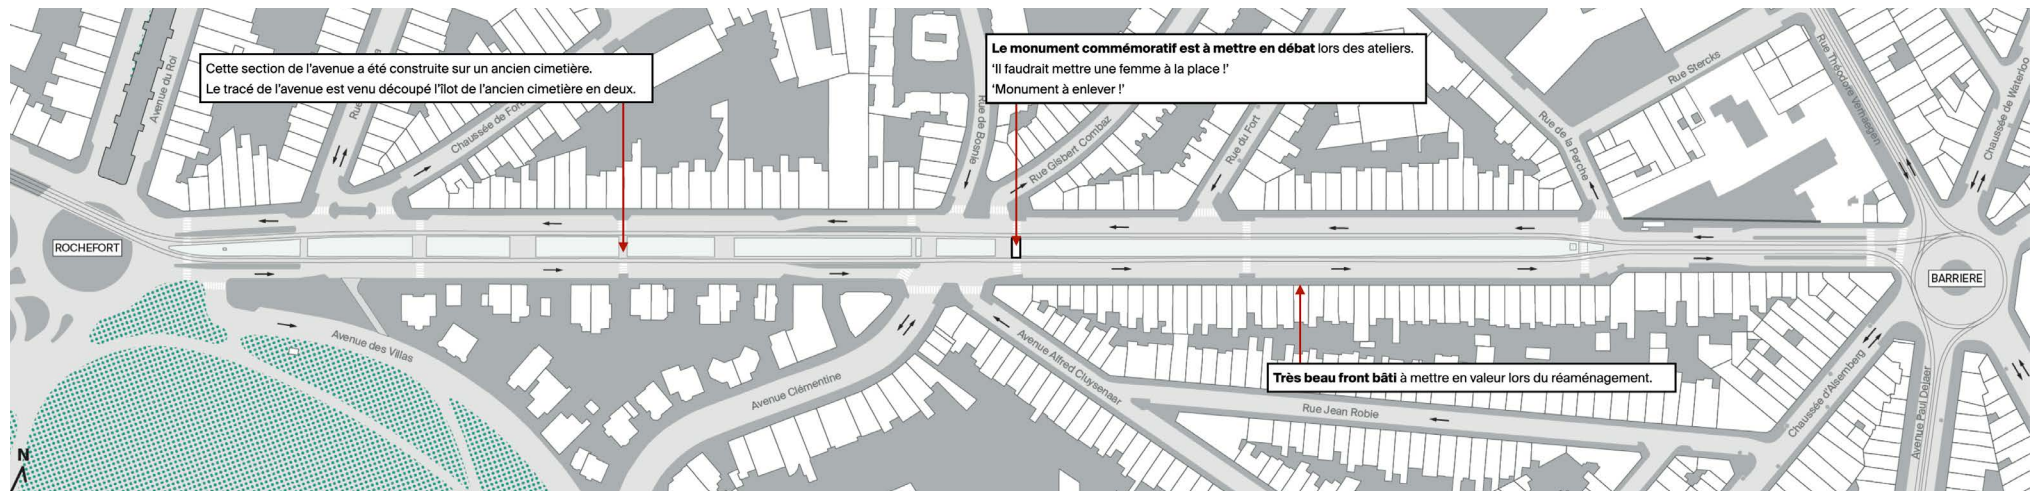 Cette section de l'avenue a été construite sur un ancien cimetière.
Le tracé de l'avenue est venu découpé l'îlot de l'ancien cimetière en deux.
Le monument commémoratif est à mettre en débat lors des ateliers.
'Il faudrait mettre une femme à la place !'
'Monument à enlever !'
Avenue du Roi
Rue
Chaussée de Fore
Rue de Bosnie
Rue Gisbert Combaz
Rue du Fort
Rue de la Perche
Rue Stercks
Rue Théodore Verhaegen
Chaussée de Waterloo
ROCHEFORT
BARRIERE
Avenue des Villas
Avenue Clémentine
Avenue Alfred Cluysenaar
Très beau front bâti à mettre en valeur lors du réaménagement.
Rue Jean Robie
Chaussée d'Alsemberg
Avenue Paul Dejaer
N